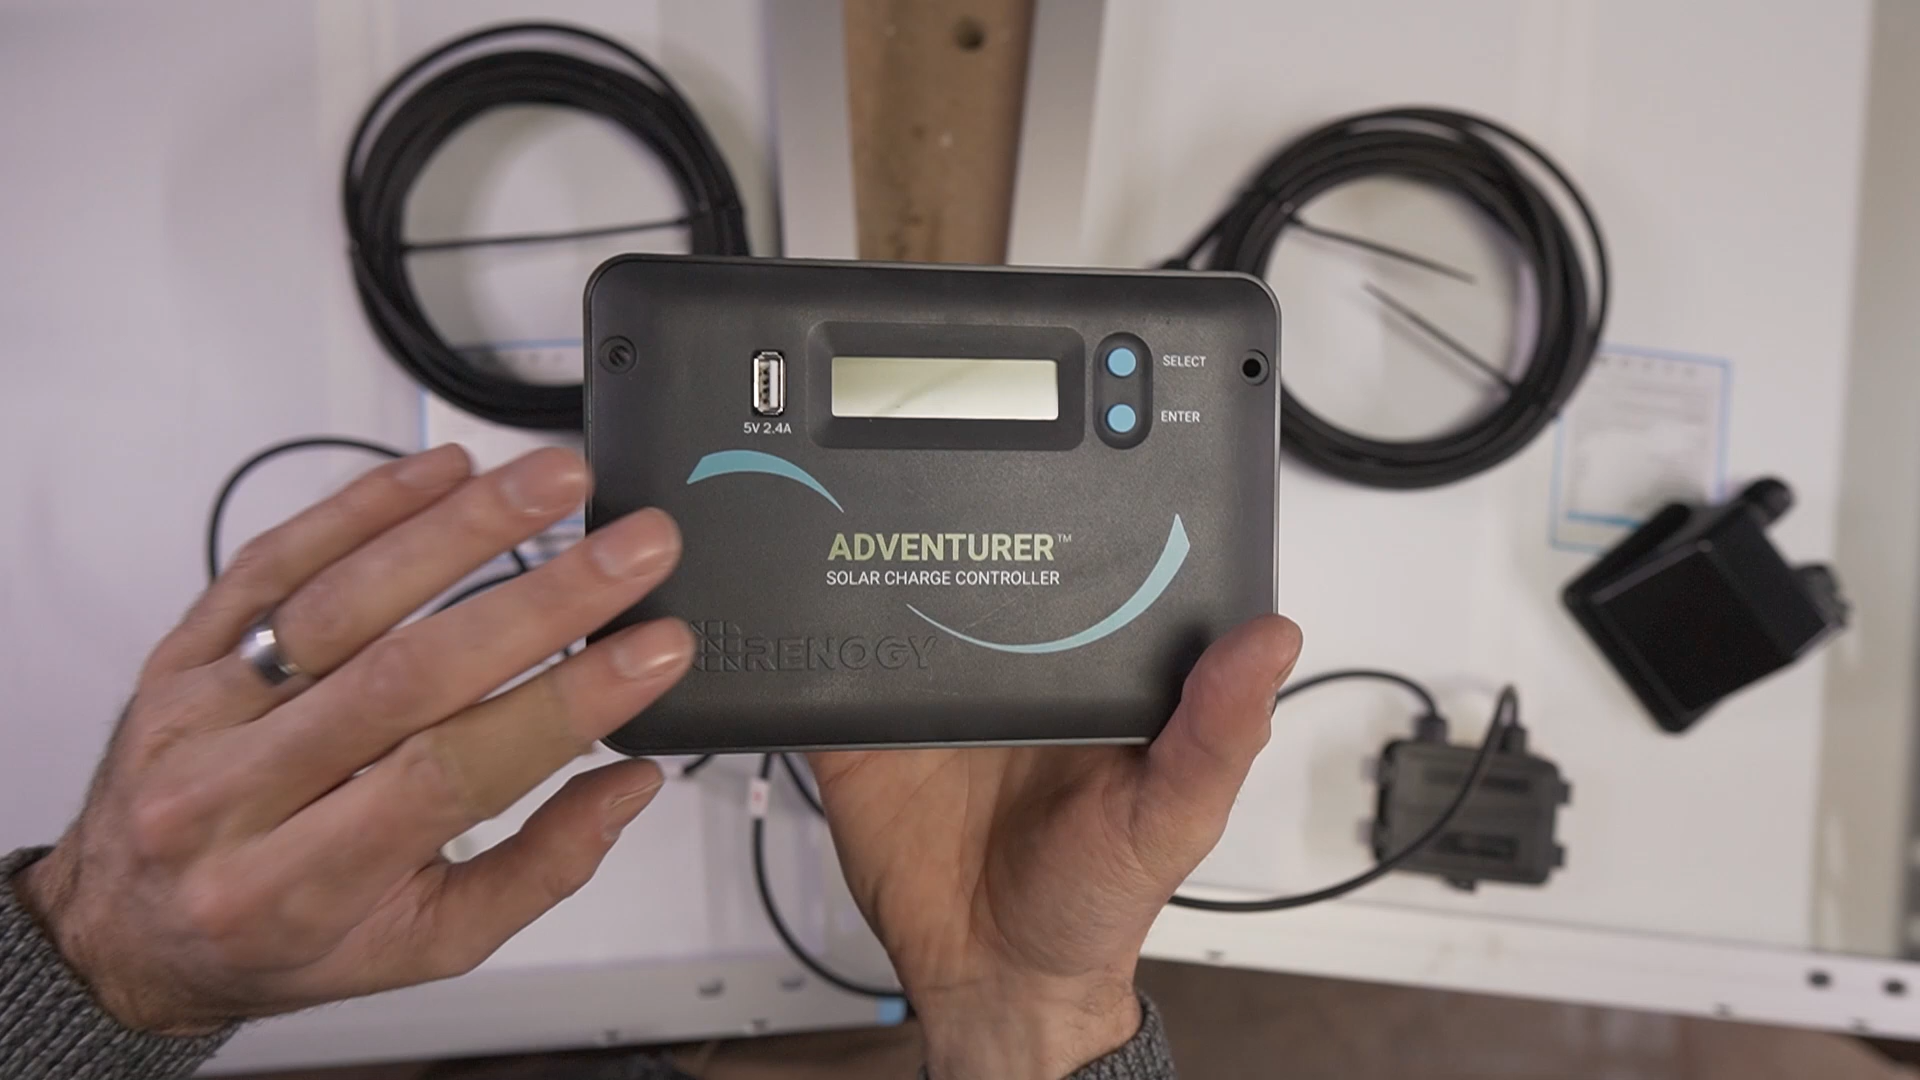 SELECT
ENTER
5V 2.4A
ADVENTURER™
SOLAR CHARGE CONTROLLER
RENOGY